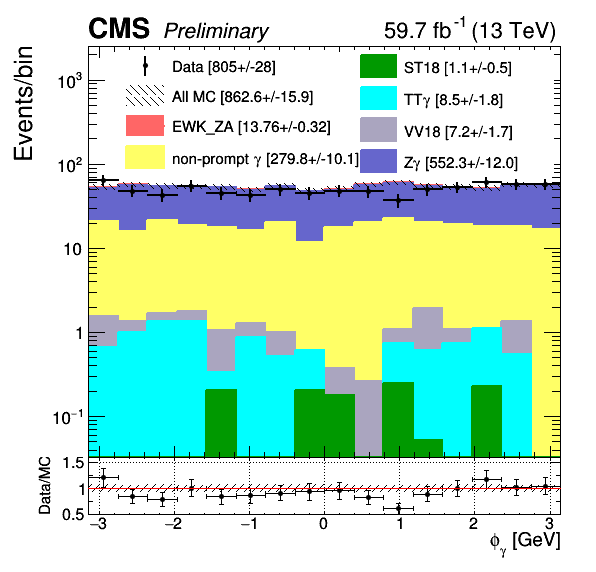 CMS Preliminary 59.7 fb⁻¹ (13 TeV)
Events/bin
10³
10²
10
1
10⁻¹
Data [805+/-28]
All MC [862.6+/-15.9]
EWK_ZA [13.76+/-0.32]
non-prompt γ [279.8+/-10.1]
ST18 [1.1+/-0.5]
TTγ [8.5+/-1.8]
VV18 [7.2+/-1.7]
Zγ [552.3+/-12.0]
Data/MC
1.5
1
0.5
−3 −2 −1 0 1 2 3
ϕγ [GeV]